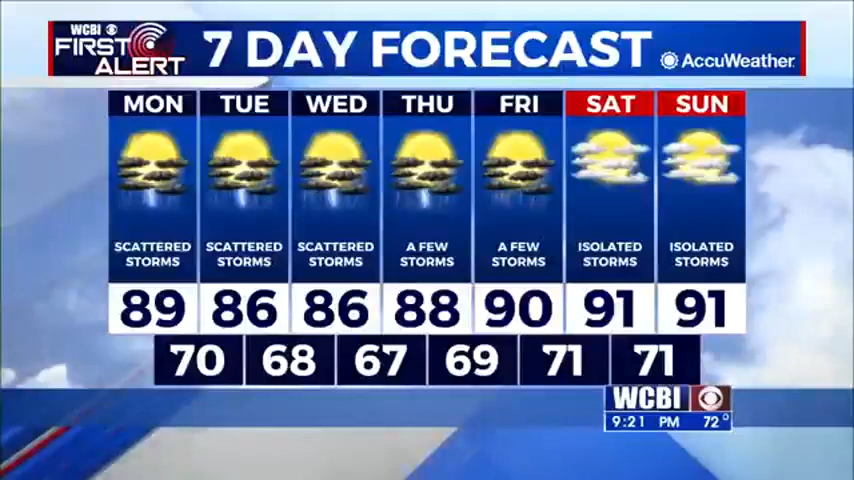 WCBI
FIRST
ALERT
7 DAY FORECAST
AccuWeather
MON TUE WED THU FRI SAT SUN
SCATTERED STORMS SCATTERED STORMS SCATTERED STORMS A FEW STORMS A FEW STORMS ISOLATED STORMS ISOLATED STORMS
89 86 86 88 90 91 91
70 68 67 69 71 71
WCBI
9:21 PM 72°